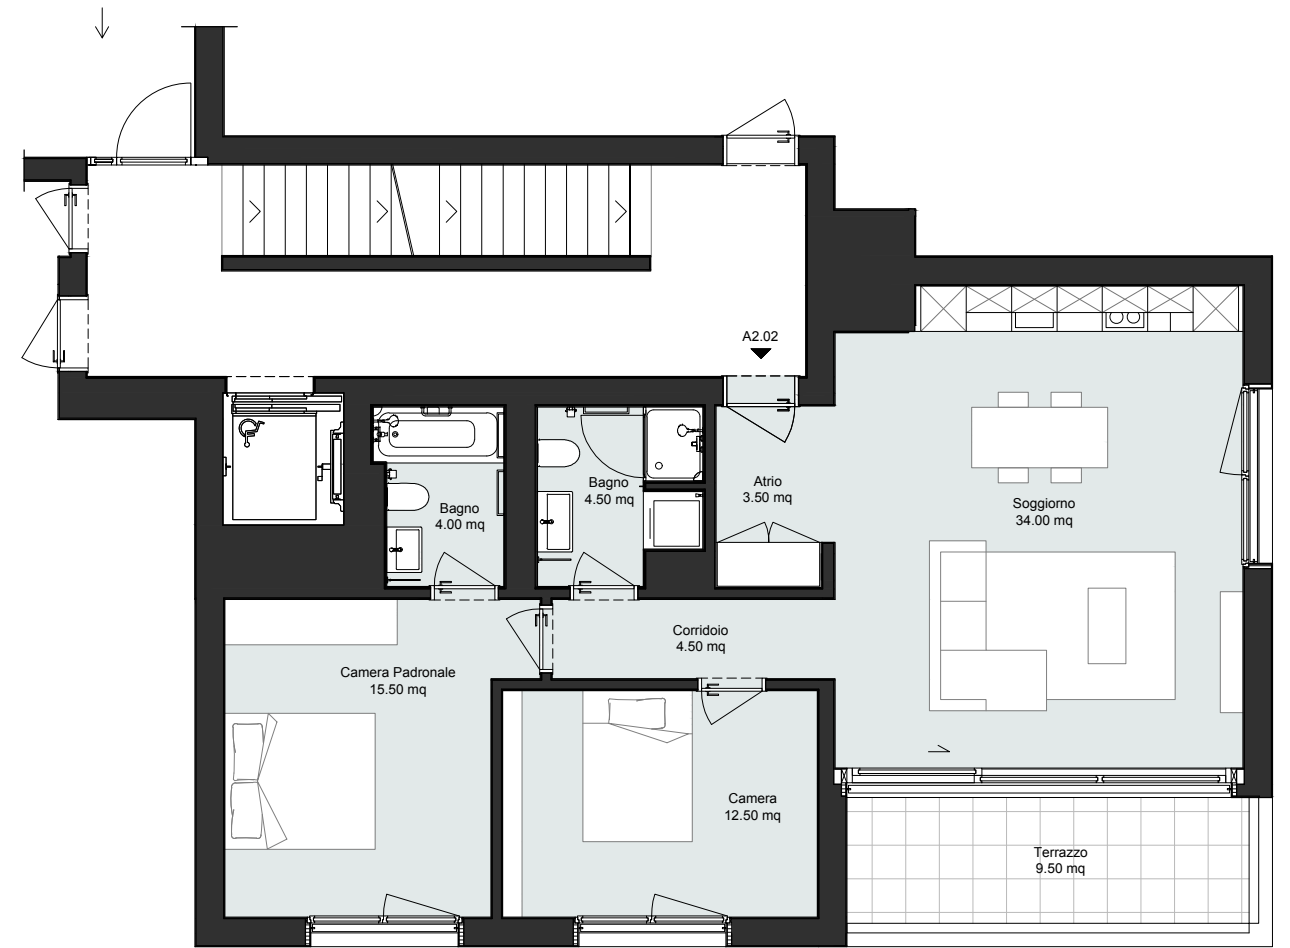 A2.02
Atrio
3.50 mq
Bagno
4.50 mq
Bagno
4.00 mq
Soggiorno
34.00 mq
Corridoio
4.50 mq
Camera Padronale
15.50 mq
Camera
12.50 mq
Terrazzo
9.50 mq